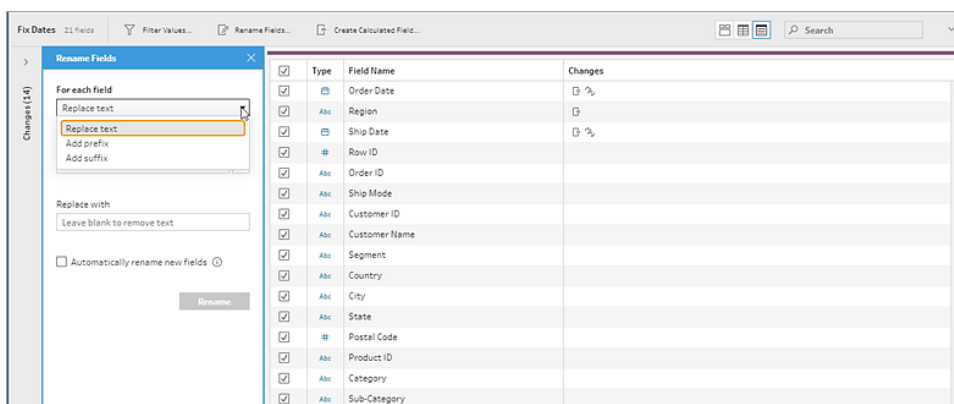 Fix Dates 21 fields Filter Values... Rename Fields... Create Calculated Field... Search
Changes (14)
Rename Fields
For each field
Replace text
Replace text
Add prefix
Add suffix
Replace with
Leave blank to remove text
Automatically rename new fields
Rename
Type Field Name Changes
Order Date
Abc Region
Ship Date
# Row ID
Abc Order ID
Abc Ship Mode
Abc Customer ID
Abc Customer Name
Abc Segment
Abc Country
Abc City
Abc State
# Postal Code
Abc Product ID
Abc Category
Abc Sub-Category